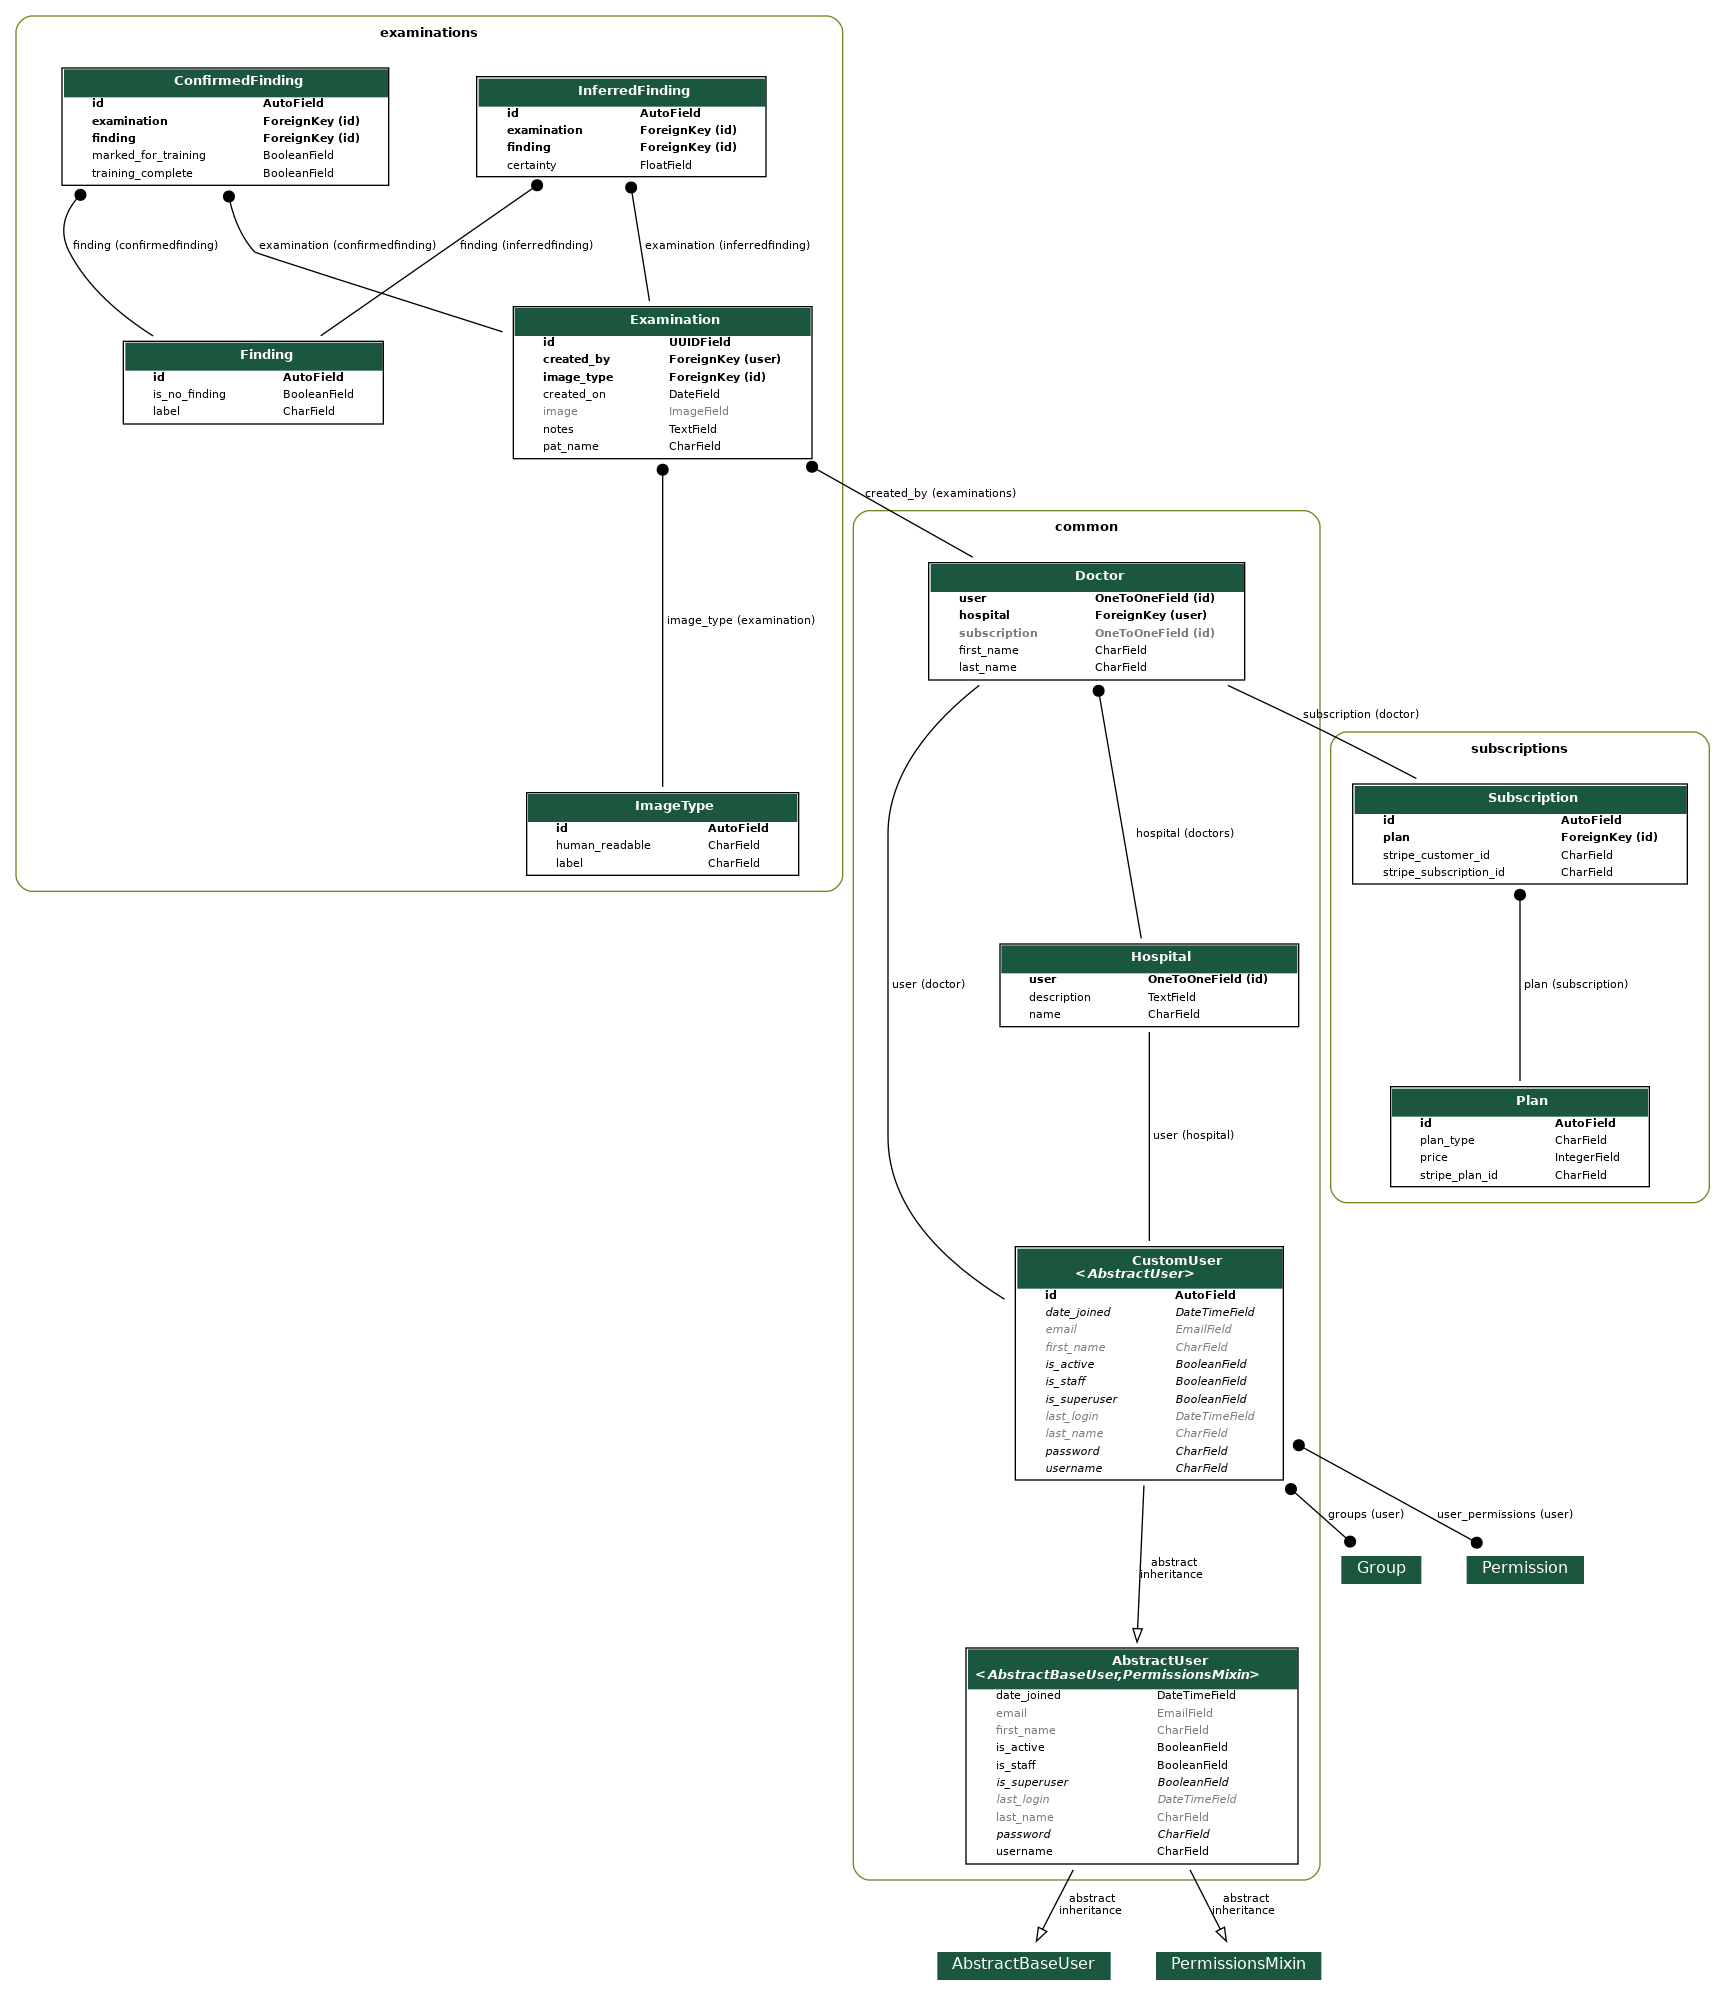 examinations
ConfirmedFinding
id AutoField
examination ForeignKey (id)
finding ForeignKey (id)
marked_for_training BooleanField
training_complete BooleanField
InferredFinding
id AutoField
examination ForeignKey (id)
finding ForeignKey (id)
certainty FloatField
finding (confirmedfinding)
examination (confirmedfinding)
finding (inferredfinding)
examination (inferredfinding)
Finding
id AutoField
is_no_finding BooleanField
label CharField
Examination
id UUIDField
created_by ForeignKey (user)
image_type ForeignKey (id)
created_on DateField
image ImageField
notes TextField
pat_name CharField
created_by (examinations)
image_type (examination)
ImageType
id AutoField
human_readable CharField
label CharField
common
Doctor
user OneToOneField (id)
hospital ForeignKey (user)
subscription OneToOneField (id)
first_name CharField
last_name CharField
subscription (doctor)
hospital (doctors)
user (doctor)
subscriptions
Subscription
id AutoField
plan ForeignKey (id)
stripe_customer_id CharField
stripe_subscription_id CharField
plan (subscription)
Plan
id AutoField
plan_type CharField
price IntegerField
stripe_plan_id CharField
Hospital
user OneToOneField (id)
description TextField
name CharField
user (hospital)
CustomUser
<AbstractUser>
id AutoField
date_joined DateTimeField
email EmailField
first_name CharField
is_active BooleanField
is_staff BooleanField
is_superuser BooleanField
last_login DateTimeField
last_name CharField
password CharField
username CharField
groups (user)
user_permissions (user)
Group
Permission
abstract
inheritance
AbstractUser
<AbstractBaseUser,PermissionsMixin>
date_joined DateTimeField
email EmailField
first_name CharField
is_active BooleanField
is_staff BooleanField
is_superuser BooleanField
last_login DateTimeField
last_name CharField
password CharField
username CharField
abstract
inheritance
abstract
inheritance
AbstractBaseUser
PermissionsMixin